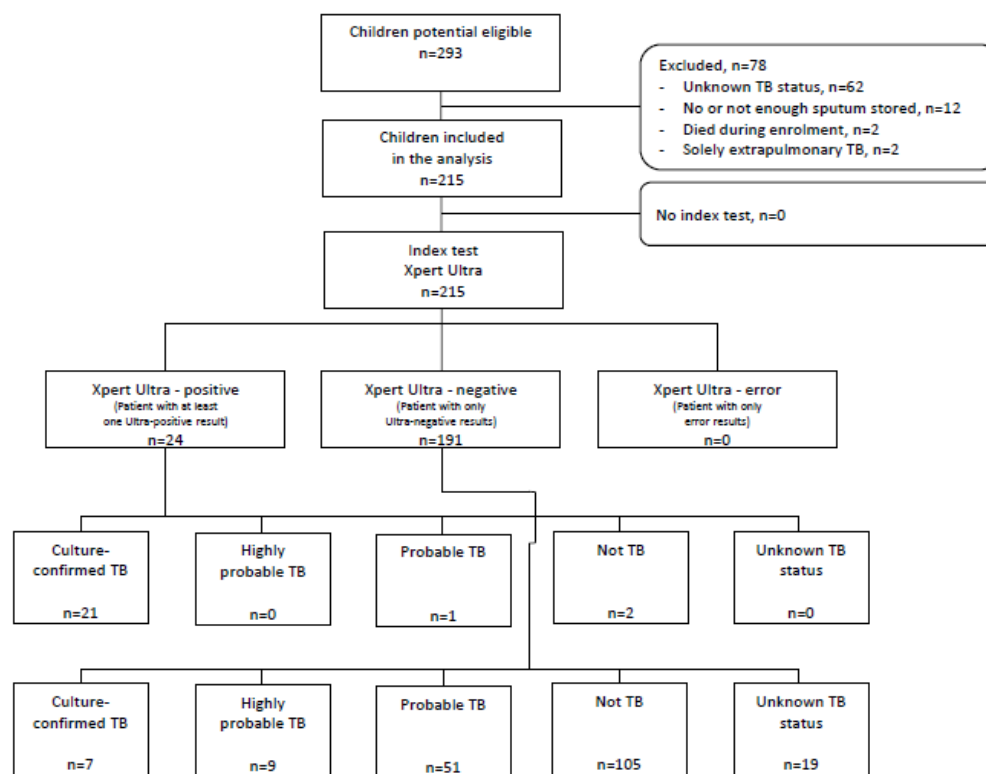 Children potential eligible
n=293
Excluded, n=78
- Unknown TB status, n=62
- No or not enough sputum stored, n=12
- Died during enrolment, n=2
- Solely extrapulmonary TB, n=2
Children included
in the analysis
n=215
No index test, n=0
Index test
Xpert Ultra
n=215
Xpert Ultra - positive
(Patient with at least
one Ultra-positive result)
n=24
Xpert Ultra - negative
(Patient with only
Ultra-negative results)
n=191
Xpert Ultra - error
(Patient with only
error results)
n=0
Culture-
confirmed TB
n=21
Highly
probable TB
n=0
Probable TB
n=1
Not TB
n=2
Unknown TB
status
n=0
Culture-
confirmed TB
n=7
Highly
probable TB
n=9
Probable TB
n=51
Not TB
n=105
Unknown TB
status
n=19